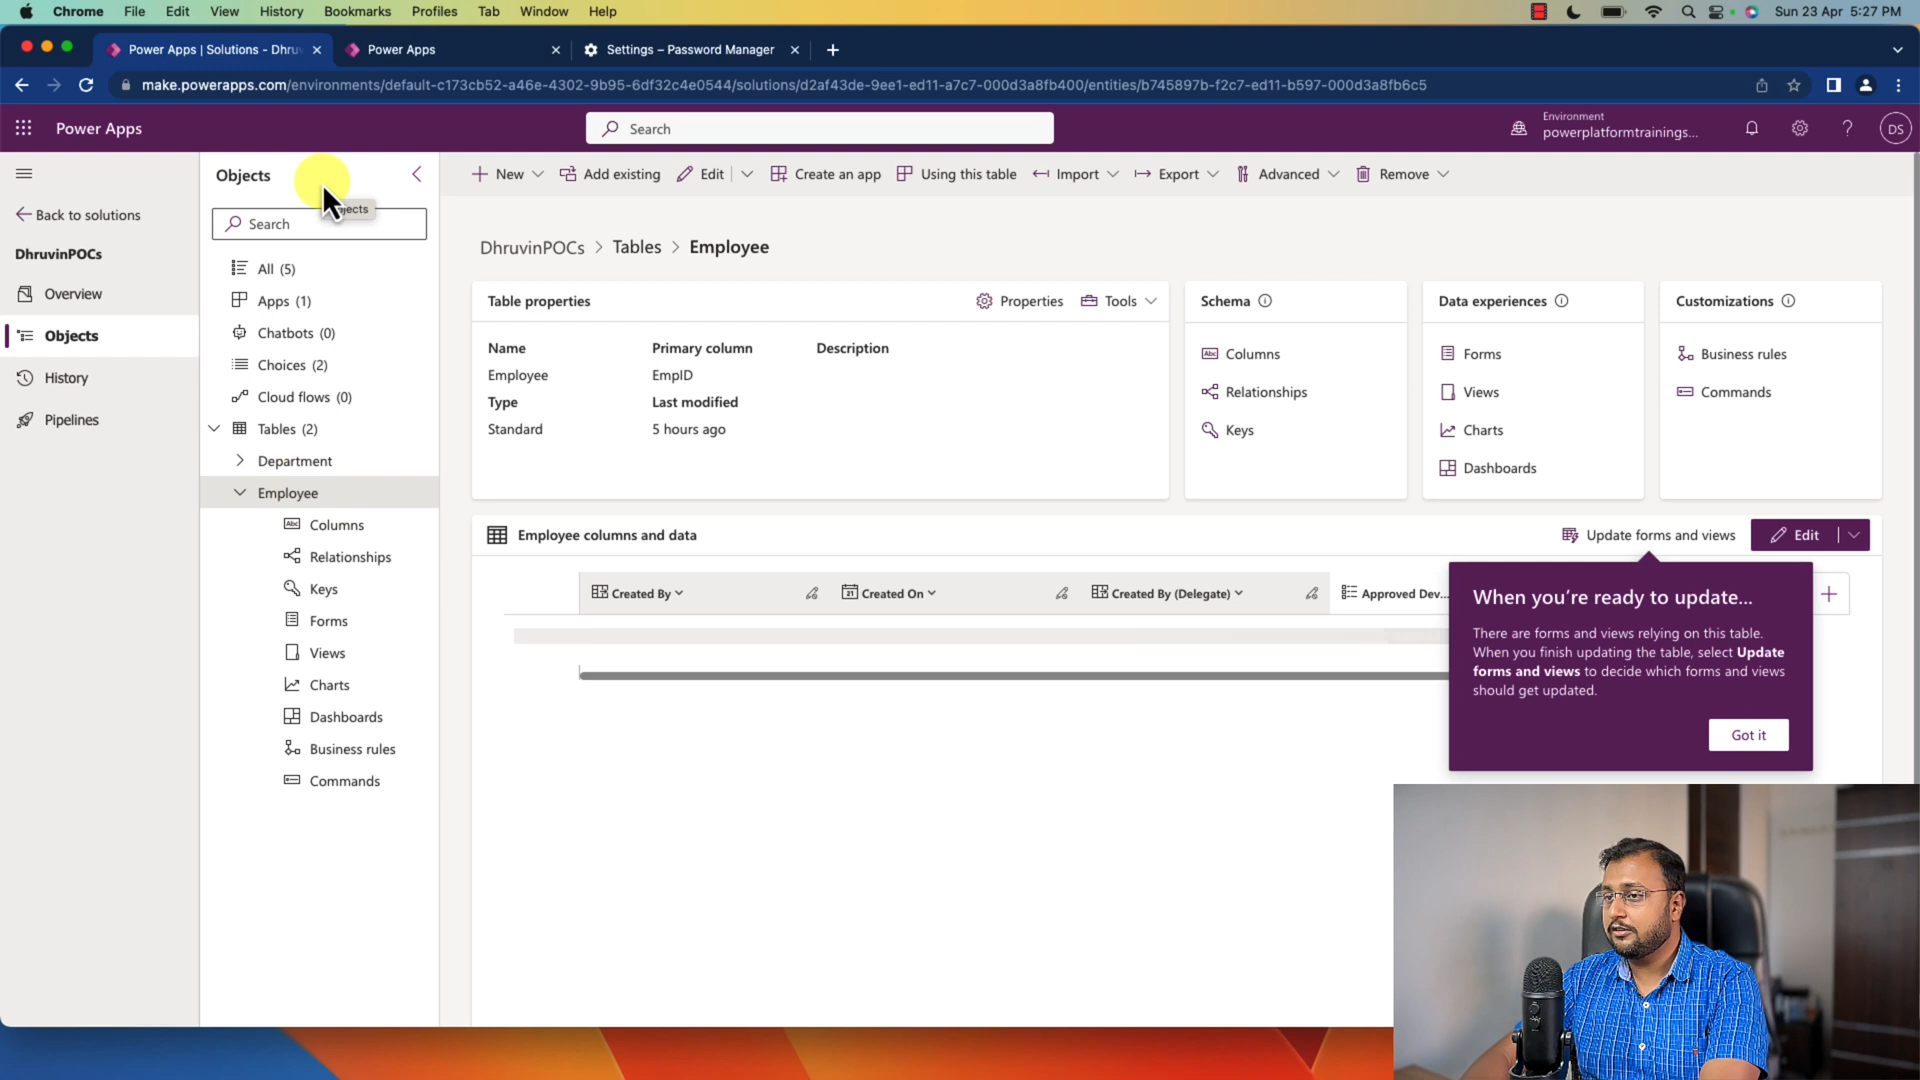 Chrome File Edit View History Bookmarks Profiles Tab Window Help Sun 23 Apr 5:27 PM
Power Apps | Solutions - Dhru Power Apps Settings – Password Manager
make.powerapps.com/environments/default-c173cb52-a46e-4302-9b95-6df32c4e0544/solutions/d2af43de-9ee1-ed11-a7c7-000d3a8fb400/entities/b745897b-f2c7-ed11-b597-000d3a8fb6c5
Power Apps Search Environment
powerplatformtrainings... DS
Objects
New Add existing Edit Create an app Using this table Import Export Advanced Remove
Back to solutions
Search
DhruvinPOCs
Overview
Objects
History
Pipelines
All (5)
Apps (1)
Chatbots (0)
Choices (2)
Cloud flows (0)
Tables (2)
Department
Employee
Columns
Relationships
Keys
Forms
Views
Charts
Dashboards
Business rules
Commands
DhruvinPOCs > Tables > Employee
Table properties Properties Tools
Name Primary column Description
Employee EmpID
Type Last modified
Standard 5 hours ago
Schema
Columns
Relationships
Keys
Data experiences
Forms
Views
Charts
Dashboards
Customizations
Business rules
Commands
Employee columns and data Update forms and views Edit
Created By Created On Created By (Delegate) Approved Dev...
When you're ready to update...
There are forms and views relying on this table.
When you finish updating the table, select Update
forms and views to decide which forms and views
should get updated.
Got it